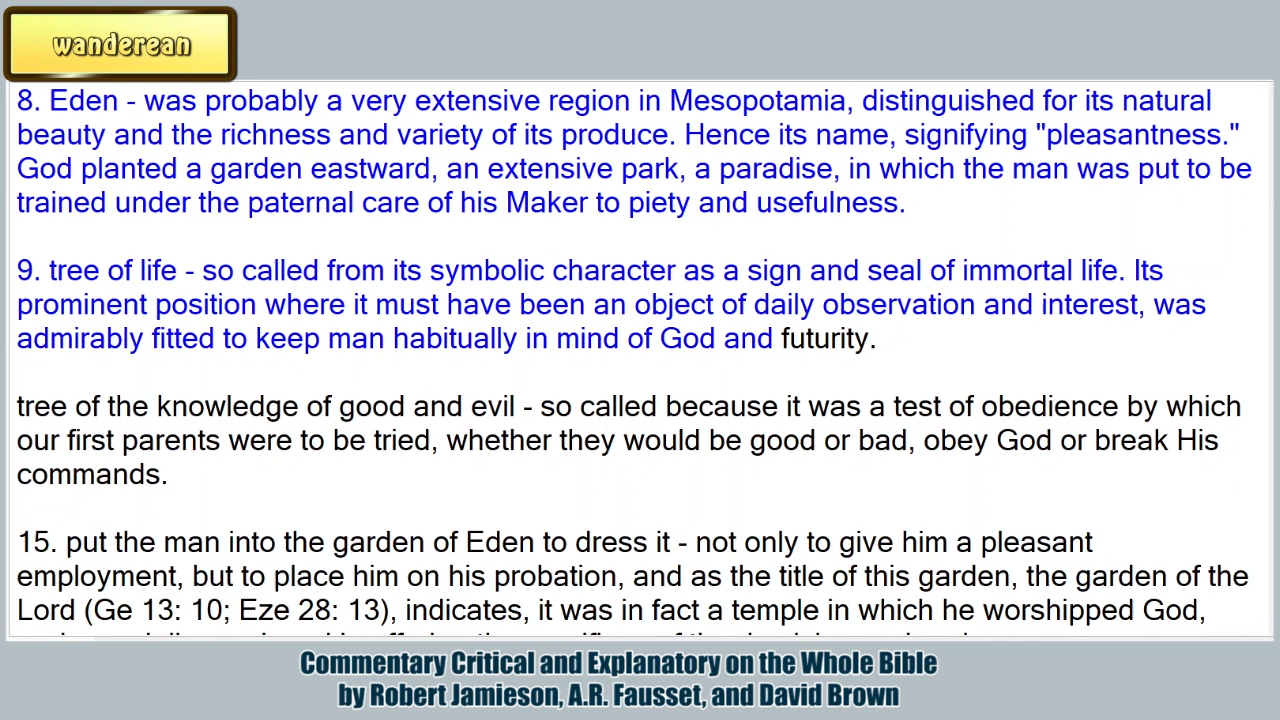 wanderean
8. Eden - was probably a very extensive region in Mesopotamia, distinguished for its natural
beauty and the richness and variety of its produce. Hence its name, signifying "pleasantness."
God planted a garden eastward, an extensive park, a paradise, in which the man was put to be
trained under the paternal care of his Maker to piety and usefulness.
9. tree of life - so called from its symbolic character as a sign and seal of immortal life. Its
prominent position where it must have been an object of daily observation and interest, was
admirably fitted to keep man habitually in mind of God and futurity.
tree of the knowledge of good and evil - so called because it was a test of obedience by which
our first parents were to be tried, whether they would be good or bad, obey God or break His
commands.
15. put the man into the garden of Eden to dress it - not only to give him a pleasant
employment, but to place him on his probation, and as the title of this garden, the garden of the
Lord (Ge 13: 10; Eze 28: 13), indicates, it was in fact a temple in which he worshipped God,
Commentary Critical and Explanatory on the Whole Bible
by Robert Jamieson, A.R. Fausset, and David Brown